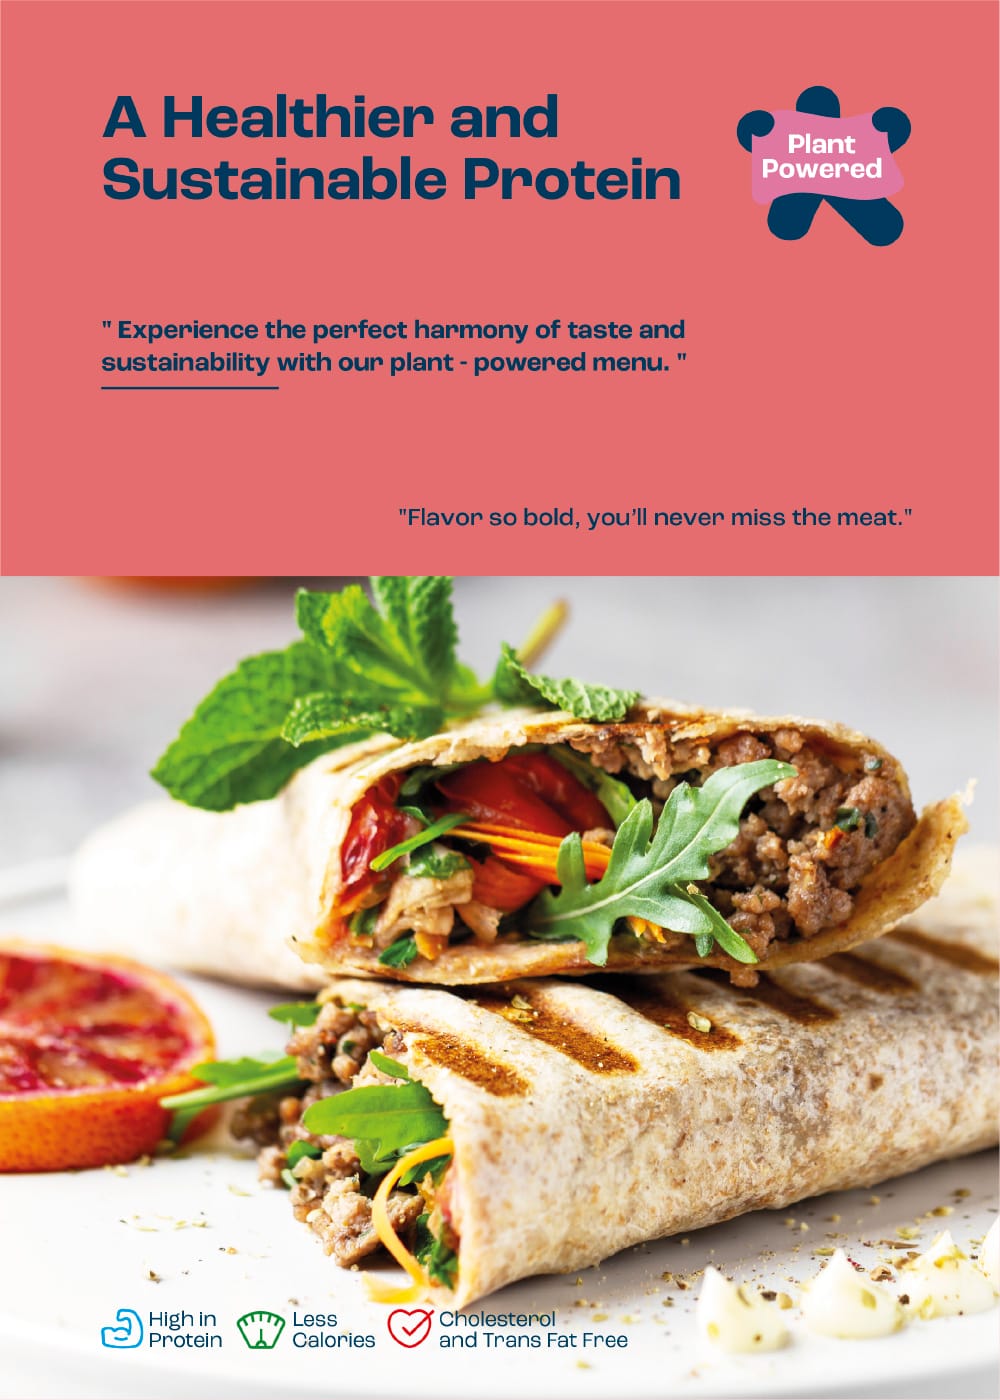 A Healthier and
Sustainable Protein
Plant
Powered
" Experience the perfect harmony of taste and
sustainability with our plant - powered menu. "
"Flavor so bold, you’ll never miss the meat."
High in
Protein
Less
Calories
Cholesterol
and Trans Fat Free